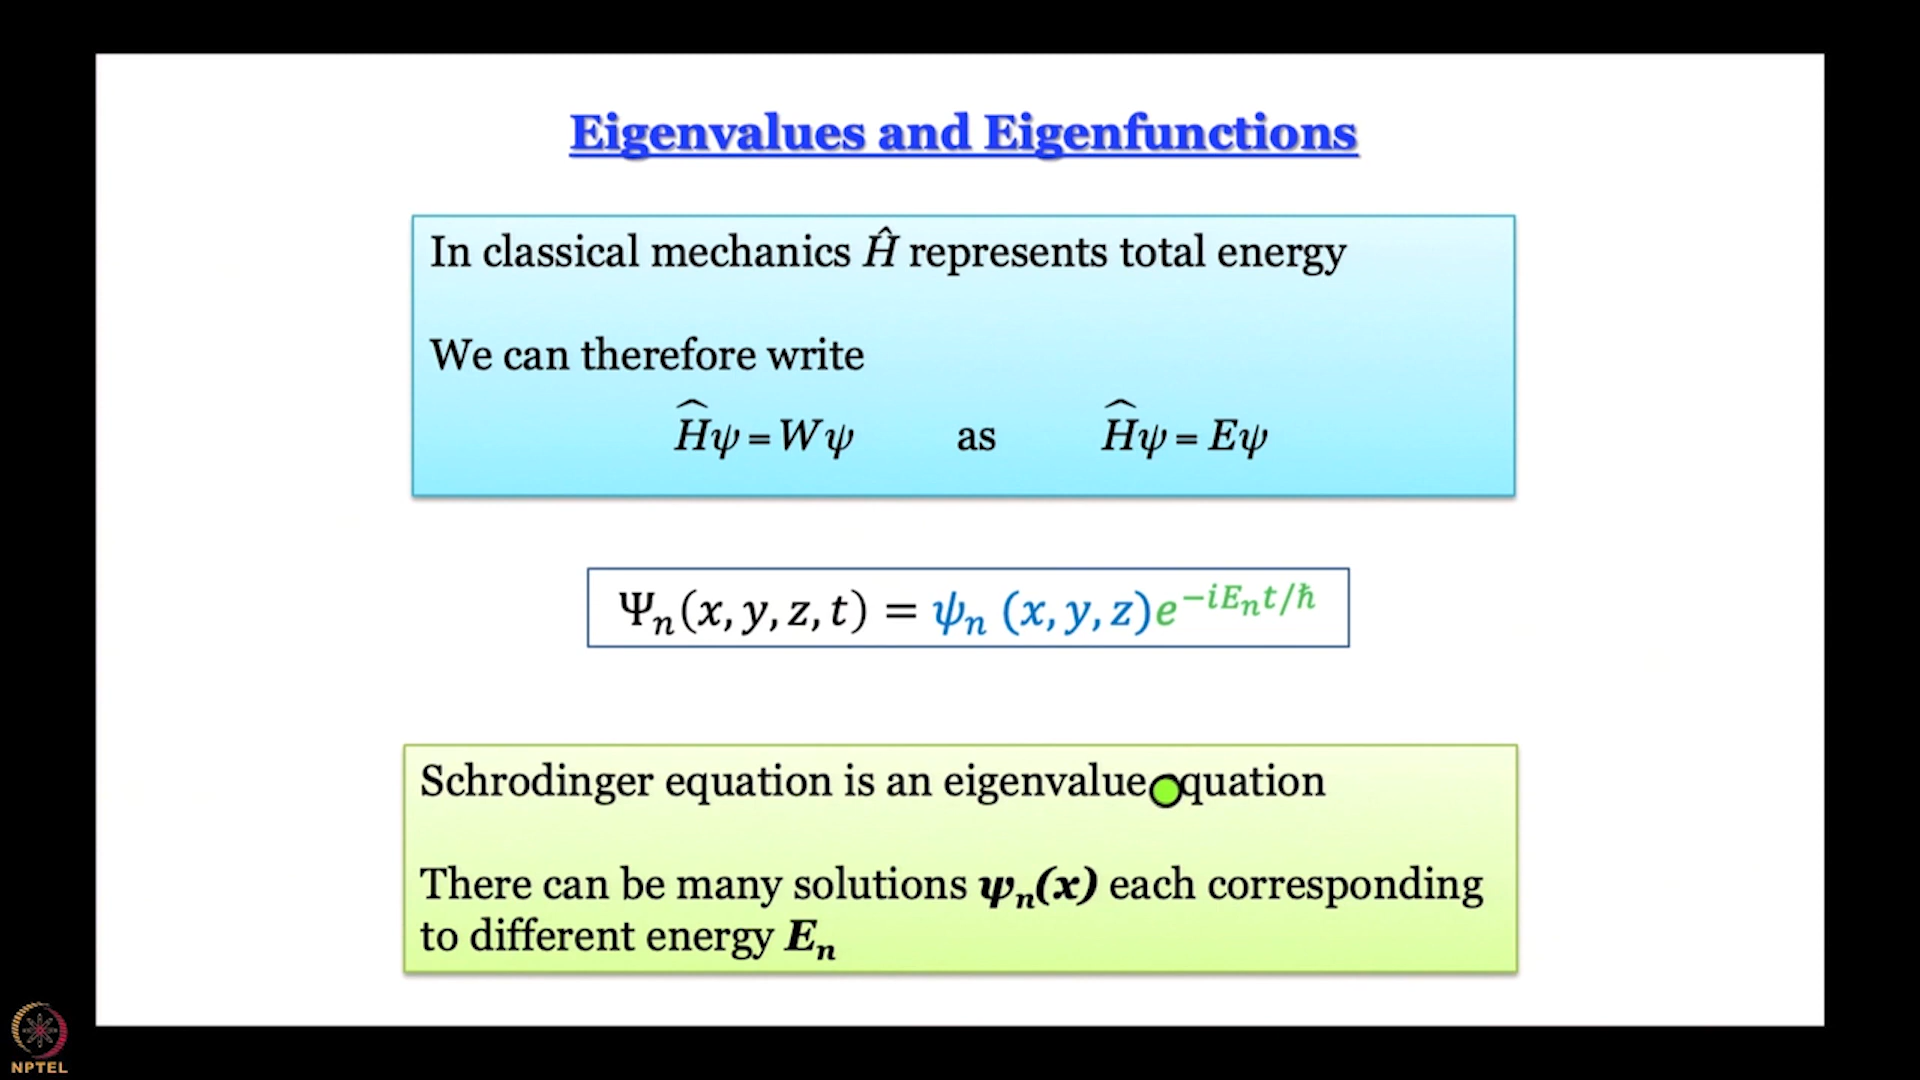 Eigenvalues and Eigenfunctions
In classical mechanics Ĥ represents total energy
We can therefore write
Ĥψ = Wψ as Ĥψ = Eψ
Ψₙ(x, y, z, t) = ψₙ (x, y, z)e^{−iEₙt/ħ}
Schrodinger equation is an eigenvalue equation
There can be many solutions ψₙ(x) each corresponding
to different energy Eₙ
NPTEL